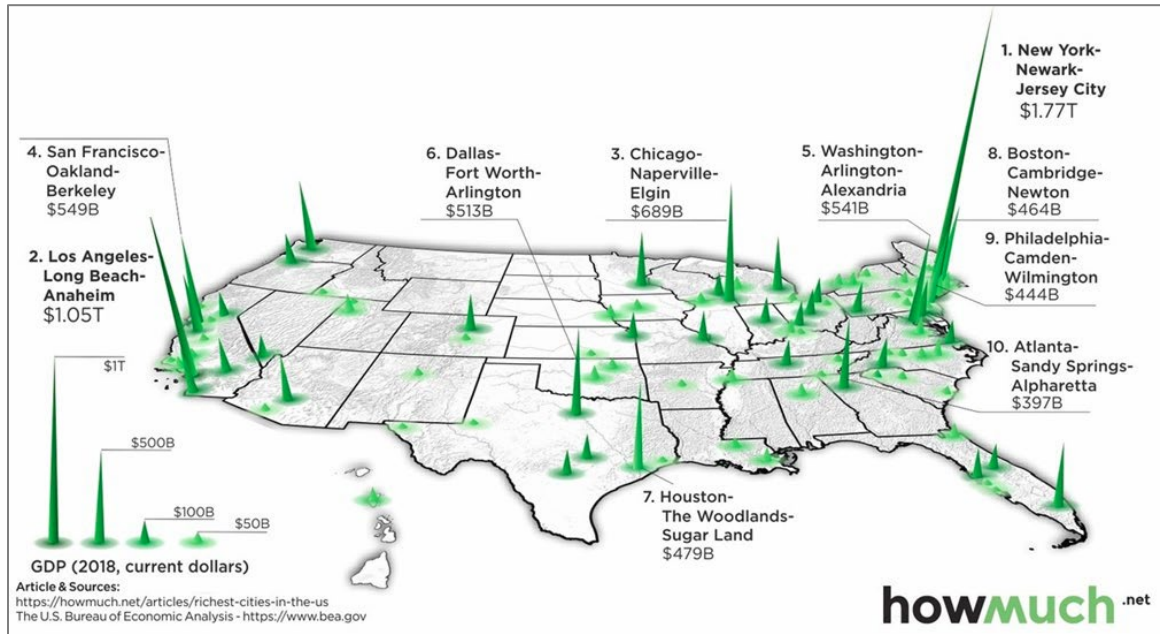 1. New York-
Newark-
Jersey City
$1.77T
4. San Francisco-
Oakland-
Berkeley
$549B
6. Dallas-
Fort Worth-
Arlington
$513B
3. Chicago-
Naperville-
Elgin
$689B
5. Washington-
Arlington-
Alexandria
$541B
8. Boston-
Cambridge-
Newton
$464B
2. Los Angeles-
Long Beach-
Anaheim
$1.05T
9. Philadelphia-
Camden-
Wilmington
$444B
10. Atlanta-
Sandy Springs-
Alpharetta
$397B
$1T
$500B
$100B
$50B
7. Houston-
The Woodlands-
Sugar Land
$479B
GDP (2018, current dollars)
Article & Sources:
https://howmuch.net/articles/richest-cities-in-the-us
The U.S. Bureau of Economic Analysis - https://www.bea.gov
howmuch .net